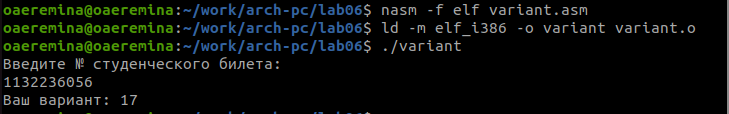 oaeremina@oaeremina:~/work/arch-pc/lab06$ nasm -f elf variant.asm
oaeremina@oaeremina:~/work/arch-pc/lab06$ ld -m elf_i386 -o variant variant.o
oaeremina@oaeremina:~/work/arch-pc/lab06$ ./variant
Введите № студенческого билета:
1132236056
Ваш вариант: 17
oaeremina@oaeremina:~/work/arch-pc/lab06$